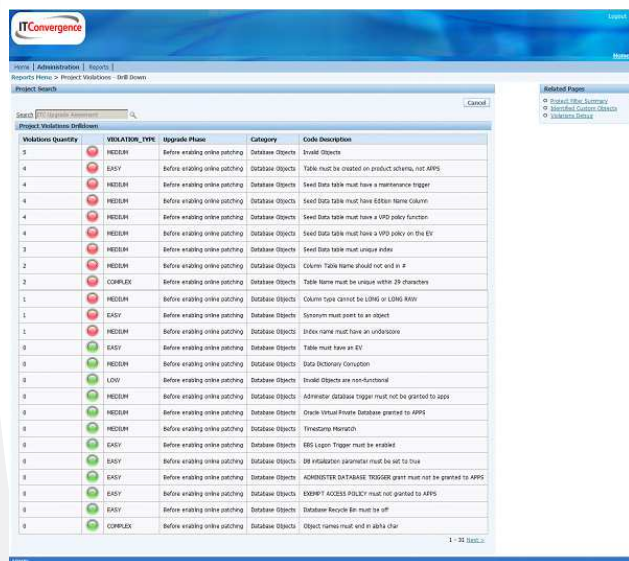 ITConvergence
Logout
Home
Home | Administration | Reports |
Reports Home > Project Violations - Drill Down
Project Search
Cancel
Search ITC Upgrade Assessment
Project Violations Drilldown
Violations Quantity VIOLATION_TYPE Upgrade Phase Category Code Description
5 MEDIUM Before enabling online patching Database Objects Invalid Objects
4 EASY Before enabling online patching Database Objects Table must be created on product schema, not APPS
4 MEDIUM Before enabling online patching Database Objects Seed Data table must have a maintenance trigger
4 MEDIUM Before enabling online patching Database Objects Seed Data table must have Edition Name Column
4 MEDIUM Before enabling online patching Database Objects Seed Data table must have a VPD policy function
4 MEDIUM Before enabling online patching Database Objects Seed Data table must have a VPD policy on the EV
3 MEDIUM Before enabling online patching Database Objects Seed Data table must unique index
2 MEDIUM Before enabling online patching Database Objects Column Table Name should not end in #
2 COMPLEX Before enabling online patching Database Objects Table Name must be unique within 29 characters
1 MEDIUM Before enabling online patching Database Objects Column type cannot be LONG or LONG RAW
1 EASY Before enabling online patching Database Objects Synonym must point to an object
1 MEDIUM Before enabling online patching Database Objects Index name must have an underscore
0 EASY Before enabling online patching Database Objects Table must have an EV
0 MEDIUM Before enabling online patching Database Objects Data Dictionary Corruption
0 LOW Before enabling online patching Database Objects Invalid Objects are non-functional
0 MEDIUM Before enabling online patching Database Objects Administer database trigger must not be granted to apps
0 MEDIUM Before enabling online patching Database Objects Oracle Virtual Private Database granted to APPS
0 MEDIUM Before enabling online patching Database Objects Timestamp Mismatch
0 EASY Before enabling online patching Database Objects EBS Logon Trigger must be enabled
0 EASY Before enabling online patching Database Objects DB initialization parameter must be set to true
0 EASY Before enabling online patching Database Objects ADMINISTER DATABASE TRIGGER grant must not be granted to APPS
0 EASY Before enabling online patching Database Objects EXEMPT ACCESS POLICY must not granted to APPS
0 EASY Before enabling online patching Database Objects Database Recycle Bin must be off
0 COMPLEX Before enabling online patching Database Objects Object names must end in alpha char
1 - 31 Next >
Related Pages
Project Filter Summary
Identified Custom Objects
Violations Detail